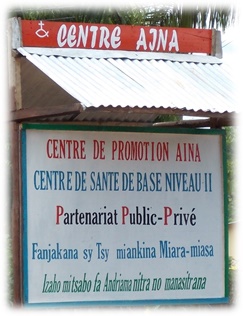 CENTRE AINA
CENTRE DE PROMOTION AINA
CENTRE DE SANTE DE BASE NIVEAU II
Partenariat Public-Privé
Fanjakana sy Tsy miankina Miara-miasa
Izaho mitsabo fa Andriamanitra no manasitrana